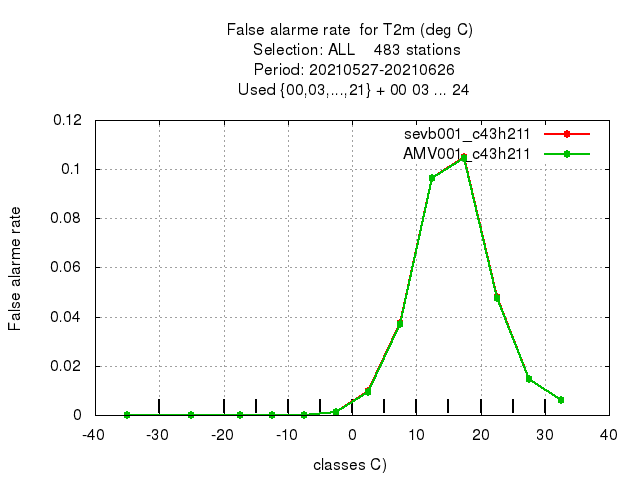 False alarme rate  for T2m (deg C)
Selection: ALL    483 stations
Period: 20210527-20210626
Used {00,03,...,21} + 00 03 ... 24
sevb001_c43h211
AMV001_c43h211
0.12
0.1
0.08
0.06
0.04
0.02
0
False alarme rate
-40 -30 -20 -10 0 10 20 30 40
classes C)